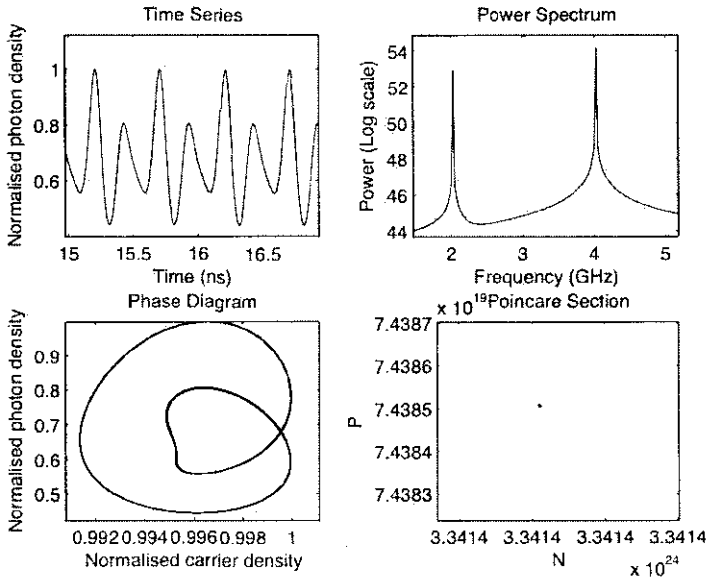 Time Series
Normalised photon density
1
0.8
0.6
15 15.5 16 16.5
Time (ns)
Power Spectrum
Power (Log scale)
54
52
50
48
46
44
2 3 4 5
Frequency (GHz)
Phase Diagram
Normalised photon density
0.9
0.8
0.7
0.6
0.5
0.992 0.994 0.996 0.998 1
Normalised carrier density
x 10^19 Poincare Section
P
7.4387
7.4386
7.4385
7.4384
7.4383
3.3414 3.3414 3.3414 3.3414
N
x 10^24